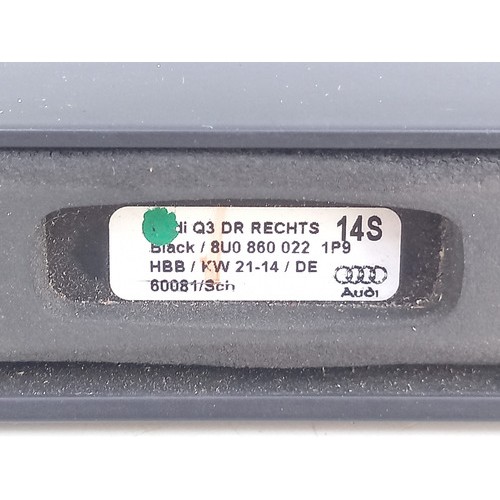 Q3 DR RECHTS 14S
Black / 8U0 860 022 1P9
HBB / KW 21-14 / DE
60081/Sch
Audi